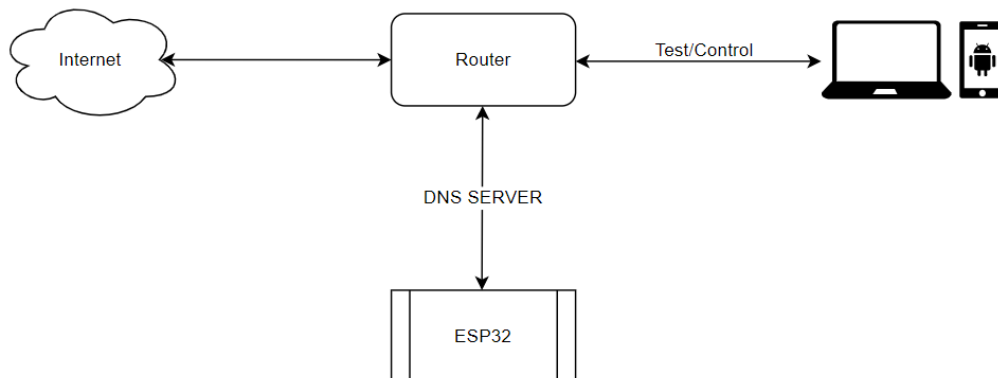 Internet
Router
Test/Control
DNS SERVER
ESP32